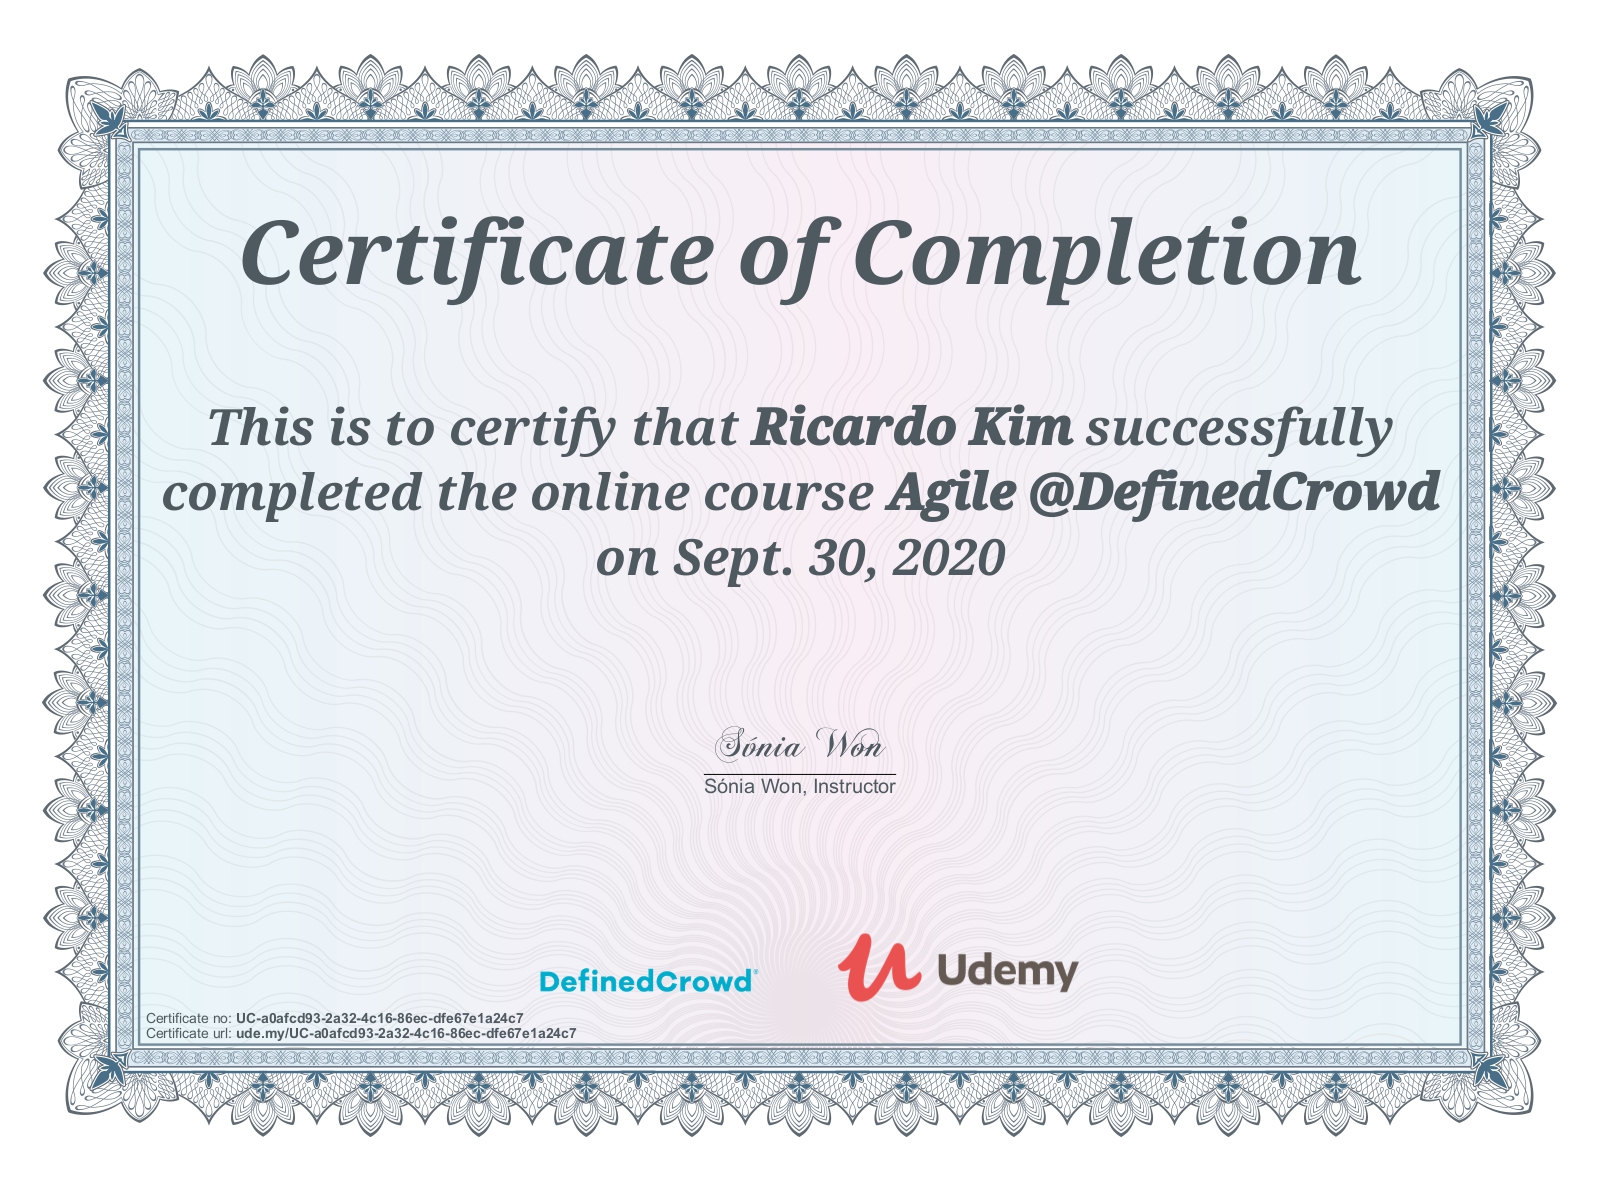 Certificate of Completion
This is to certify that Ricardo Kim successfully
completed the online course Agile @DefinedCrowd
on Sept. 30, 2020
Sónia Won
Sónia Won, Instructor
DefinedCrowd
Udemy
Certificate no: UC-a0afcd93-2a32-4c16-86ec-dfe67e1a24c7
Certificate url: ude.my/UC-a0afcd93-2a32-4c16-86ec-dfe67e1a24c7